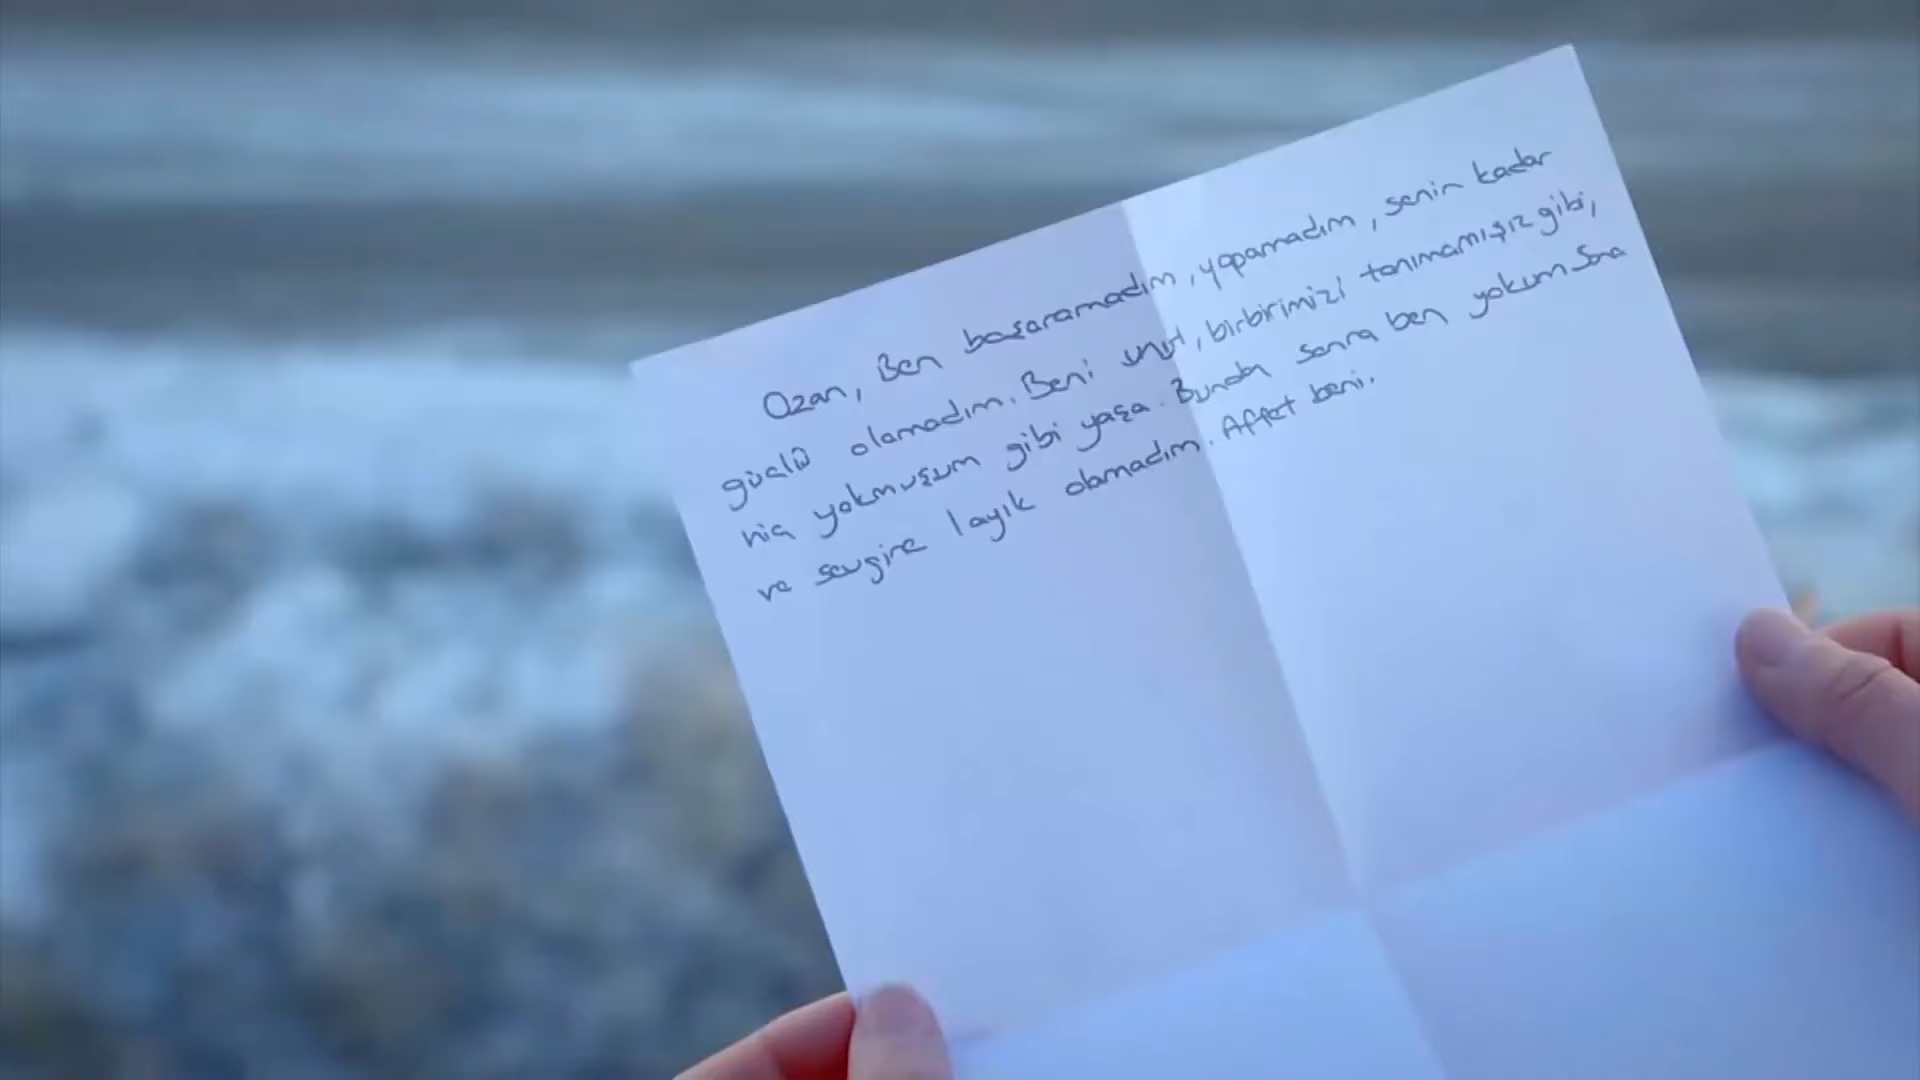 Ozan, Ben başaramadım, yapamadım, senin kadar
güçlü olamadım. Beni unut, birbirimizi tanımamışız gibi,
hiç yokmuşum gibi yaşa. Bundan sonra ben yokum Sana
ve sevgine layık olamadım. Affet beni.